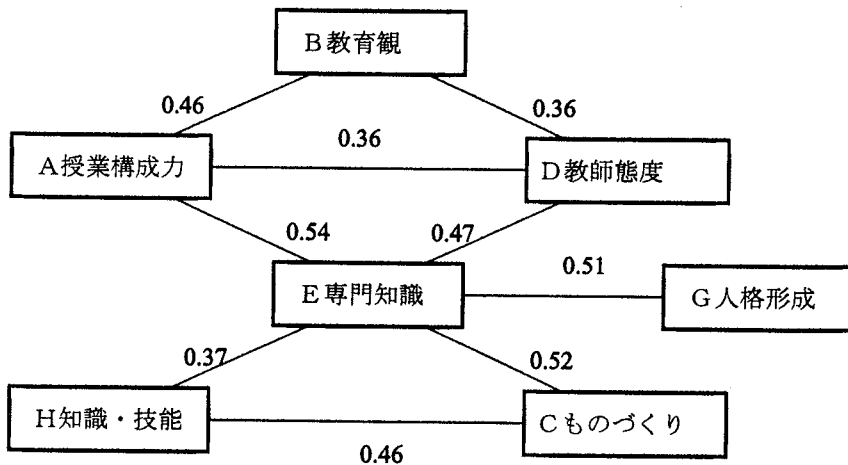 B教育観
0.46
0.36
0.36
A授業構成力
D教師態度
0.54
0.47
0.51
E専門知識
G人格形成
0.37
0.52
H知識・技能
Cものづくり
0.46